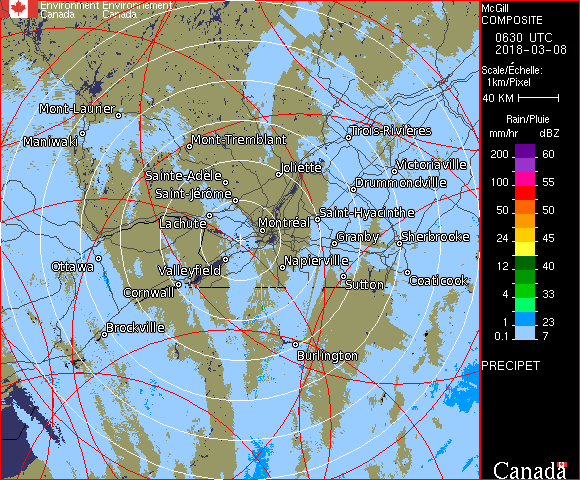 Environment Environnement
Canada Canada
McGill
COMPOSITE
0630 UTC
2018-03-08
Scale/Échelle:
1km/Pixel
40 KM
Rain/Pluie
mm/hr dBZ
200 60
100 55
50 50
24 45
12 40
4 33
1 23
0.1 7
PRECIPET
Canada
Mont-Laurier
Maniwaki
Mont-Tremblant
Trois-Rivières
Sainte-Adèle
Joliette
Victoriaville
Saint-Jérôme
Drummondville
Lachute
Montréal
Saint-Hyacinthe
Granby
Sherbrooke
Ottawa
Valleyfield
Napierville
Cornwall
Sutton
Coaticook
Brockville
Burlington